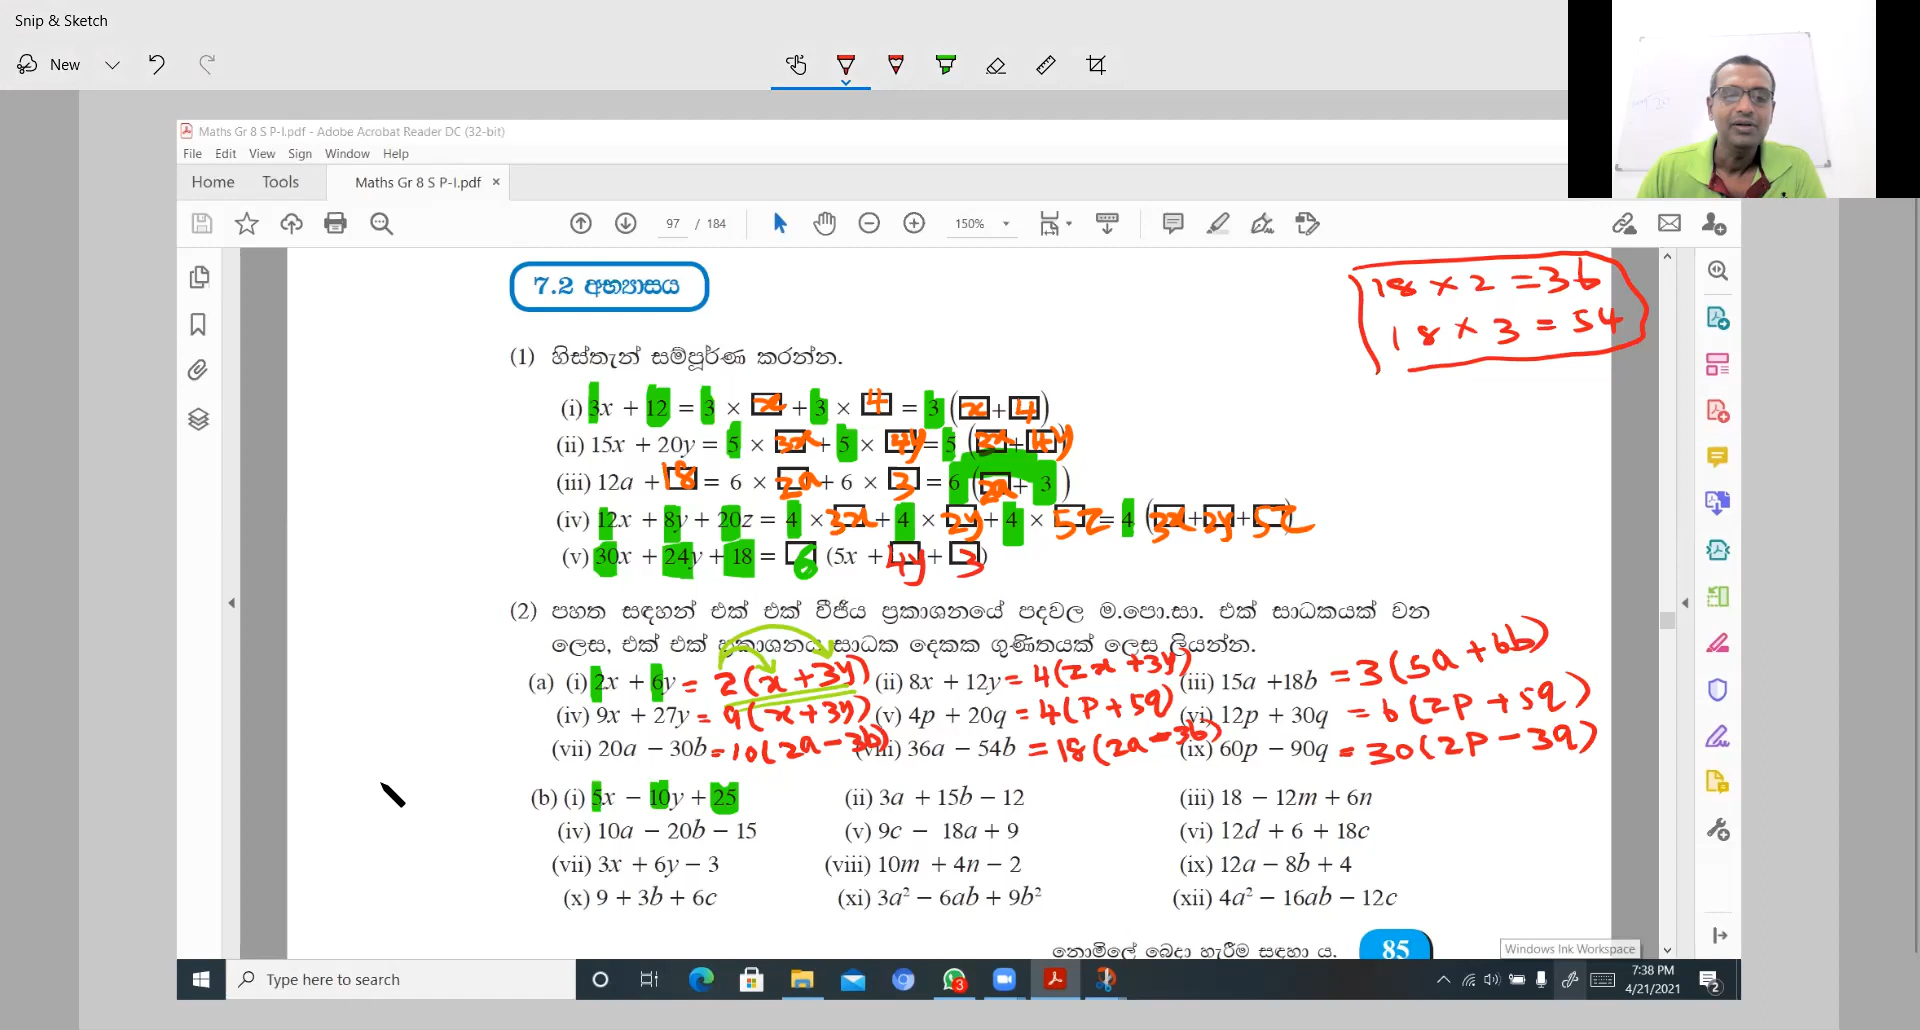 Snip & Sketch
New
Maths Gr 8 S P-I.pdf - Adobe Acrobat Reader DC (32-bit)
File Edit View Sign Window Help
Home Tools Maths Gr 8 S P-I.pdf ×
97 / 184 150%
7.2 අභ්‍යාසය
18 × 2 = 36
18 × 3 = 54
(1) හිස්තැන් සම්පූර්ණ කරන්න.
(i) 3x + 12 = 3 × x + 3 × 4 = 3 (x + 4)
(ii) 15x + 20y = 5 × 3x + 5 × 4y = 5 (3x + 4y)
(iii) 12a + 18 = 6 × 2a + 6 × 3 = 6 (2a + 3)
(iv) 12x + 8y + 20z = 4 × 3x + 4 × 2y + 4 × 5z = 4 (3x + 2y + 5z)
(v) 30x + 24y + 18 = 6 (5x + 4y + 3)
(2) පහත සඳහන් එක් එක් වීජීය ප්‍රකාශනයේ පදවල ම.පො.සා. එක් සාධකයක් වන
ලෙස, එක් එක් ප්‍රකාශනය සාධක දෙකක ගුණිතයක් ලෙස ලියන්න.
(a) (i) 2x + 6y = 2(x + 3y) (ii) 8x + 12y = 4(2x + 3y) (iii) 15a +18b = 3(5a + 6b)
(iv) 9x + 27y = 9(x + 3y) (v) 4p + 20q = 4(p + 5q) (vi) 12p + 30q = 6(2p + 5q)
(vii) 20a − 30b = 10(2a − 3b) (viii) 36a − 54b = 18(2a − 3b) (ix) 60p − 90q = 30(2p − 3q)
(b) (i) 5x − 10y + 25 (ii) 3a + 15b − 12 (iii) 18 − 12m + 6n
(iv) 10a − 20b − 15 (v) 9c − 18a + 9 (vi) 12d + 6 + 18c
(vii) 3x + 6y − 3 (viii) 10m + 4n − 2 (ix) 12a − 8b + 4
(x) 9 + 3b + 6c (xi) 3a² − 6ab + 9b² (xii) 4a² − 16ab − 12c
නොමිලේ බෙදා හැරීම සඳහා ය. 85
Windows Ink Workspace
Type here to search
3
7:38 PM
4/21/2021
2